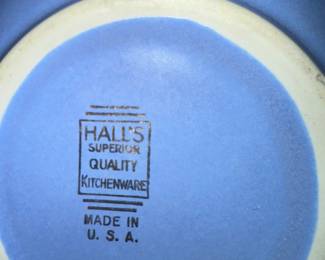 HALL'S
SUPERIOR
QUALITY
KITCHENWARE
MADE IN
U. S. A.